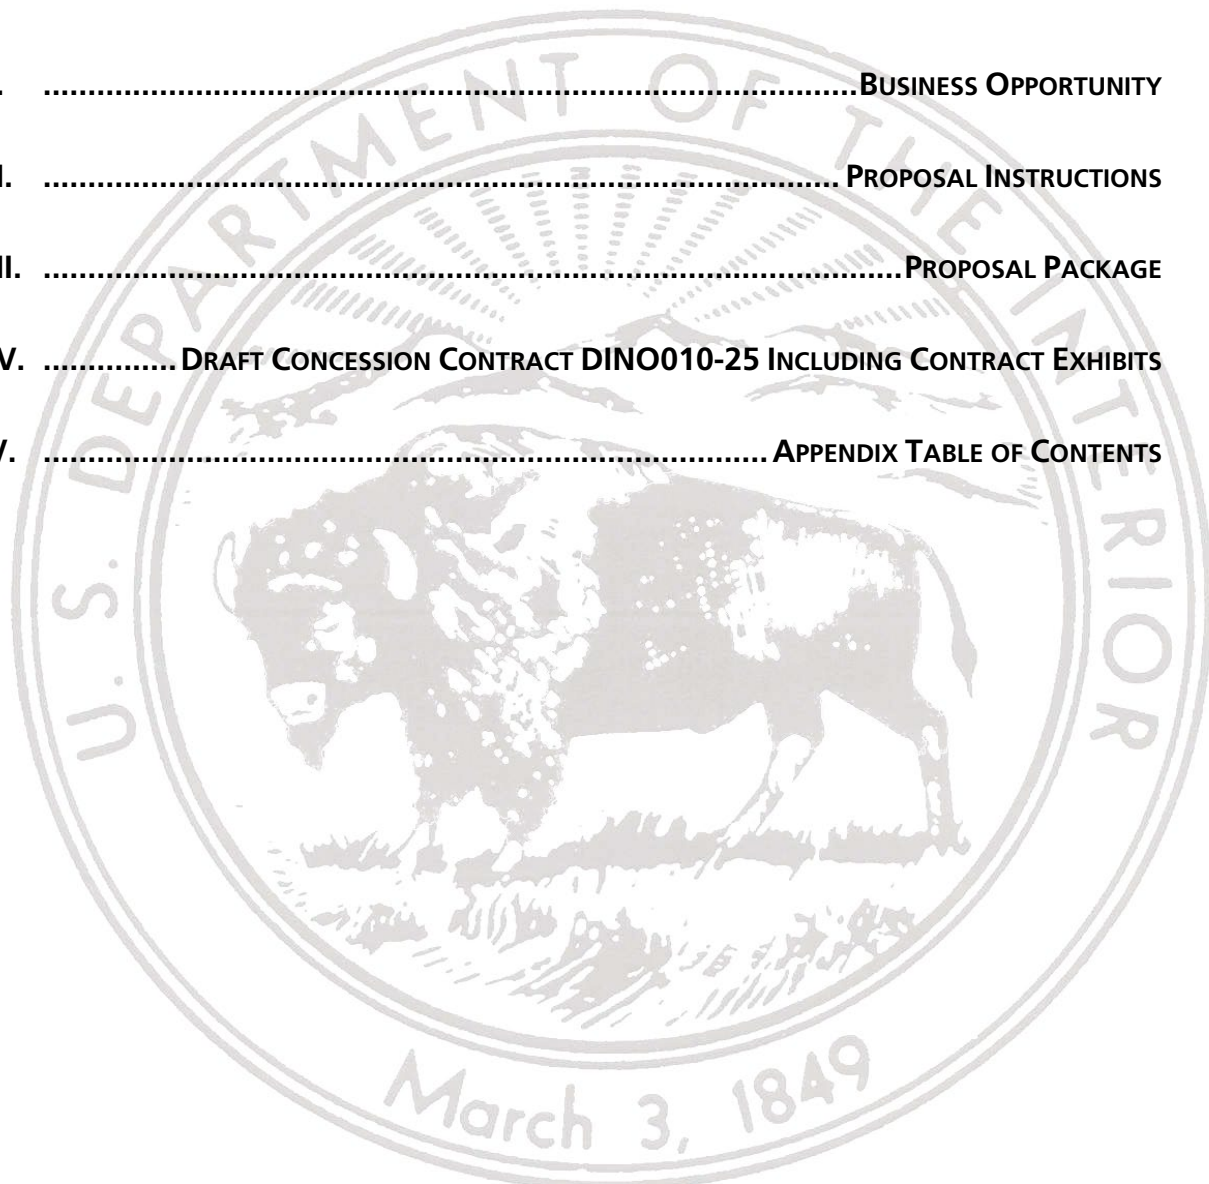 . ..........................................................................................BUSINESS OPPORTUNITY
I. ......................................................................................... PROPOSAL INSTRUCTIONS
II. ................................................................................................PROPOSAL PACKAGE
V. ............... DRAFT CONCESSION CONTRACT DINO010-25 INCLUDING CONTRACT EXHIBITS
V. ................................................................................. APPENDIX TABLE OF CONTENTS
U.S. DEPARTMENT OF THE INTERIOR
March 3, 1849